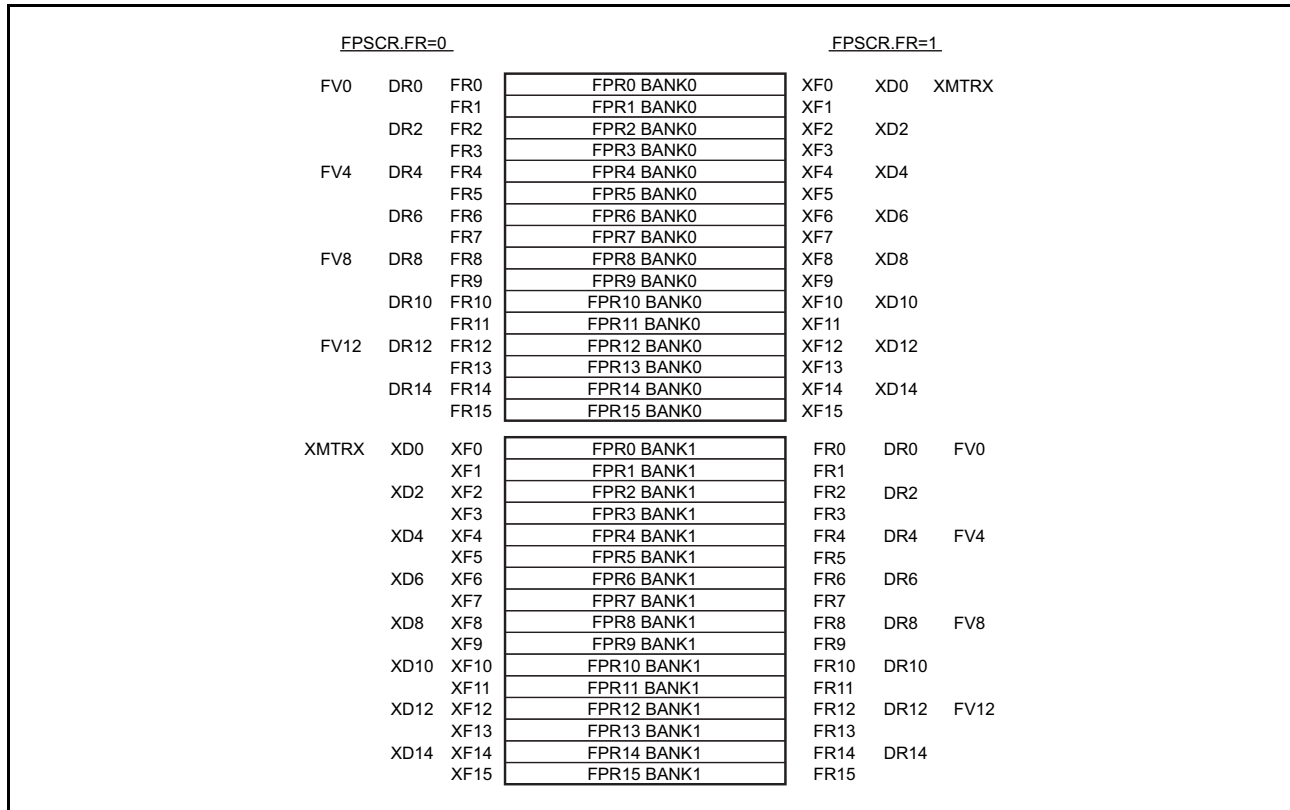 FPSCR.FR=0 FPSCR.FR=1
FV0 DR0 FR0 FPR0 BANK0 XF0 XD0 XMTRX
FR1 FPR1 BANK0 XF1
DR2 FR2 FPR2 BANK0 XF2 XD2
FR3 FPR3 BANK0 XF3
FV4 DR4 FR4 FPR4 BANK0 XF4 XD4
FR5 FPR5 BANK0 XF5
DR6 FR6 FPR6 BANK0 XF6 XD6
FR7 FPR7 BANK0 XF7
FV8 DR8 FR8 FPR8 BANK0 XF8 XD8
FR9 FPR9 BANK0 XF9
DR10 FR10 FPR10 BANK0 XF10 XD10
FR11 FPR11 BANK0 XF11
FV12 DR12 FR12 FPR12 BANK0 XF12 XD12
FR13 FPR13 BANK0 XF13
DR14 FR14 FPR14 BANK0 XF14 XD14
FR15 FPR15 BANK0 XF15
XMTRX XD0 XF0 FPR0 BANK1 FR0 DR0 FV0
XF1 FPR1 BANK1 FR1
XD2 XF2 FPR2 BANK1 FR2 DR2
XF3 FPR3 BANK1 FR3
XD4 XF4 FPR4 BANK1 FR4 DR4 FV4
XF5 FPR5 BANK1 FR5
XD6 XF6 FPR6 BANK1 FR6 DR6
XF7 FPR7 BANK1 FR7
XD8 XF8 FPR8 BANK1 FR8 DR8 FV8
XF9 FPR9 BANK1 FR9
XD10 XF10 FPR10 BANK1 FR10 DR10
XF11 FPR11 BANK1 FR11
XD12 XF12 FPR12 BANK1 FR12 DR12 FV12
XF13 FPR13 BANK1 FR13
XD14 XF14 FPR14 BANK1 FR14 DR14
XF15 FPR15 BANK1 FR15